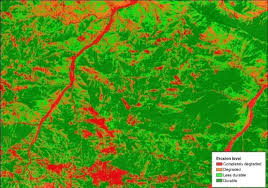 Erosion level
Completely degraded
Degraded
Less durable
Durable